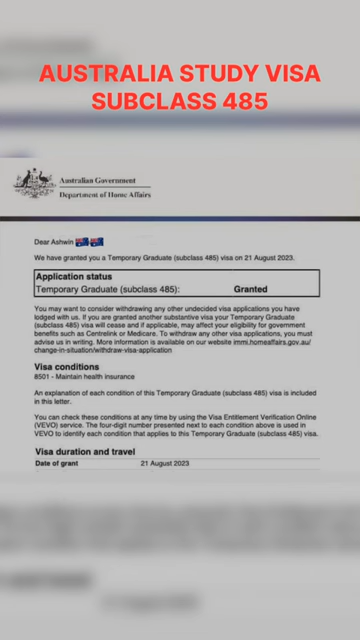 AUSTRALIA STUDY VISA
SUBCLASS 485
Australian Government
Department of Home Affairs
Dear Ashwin
We have granted you a Temporary Graduate (subclass 485) visa on 21 August 2023.
Application status
Temporary Graduate (subclass 485): Granted
You may want to consider withdrawing any other undecided visa applications you have
lodged with us. If you are granted another substantive visa your Temporary Graduate
(subclass 485) visa will cease and if applicable, may affect your eligibility for government
benefits such as Centrelink or Medicare. To withdraw any other visa applications, you must
advise us in writing. More information is available on our website immi.homeaffairs.gov.au/
change-in-situation/withdraw-visa-application
Visa conditions
8501 - Maintain health insurance
An explanation of each condition of this Temporary Graduate (subclass 485) visa is included
in this letter.
You can check these conditions at any time by using the Visa Entitlement Verification Online
(VEVO) service. The four-digit number presented next to each condition above is used in
VEVO to identify each condition that applies to this Temporary Graduate (subclass 485) visa.
Visa duration and travel
Date of grant 21 August 2023